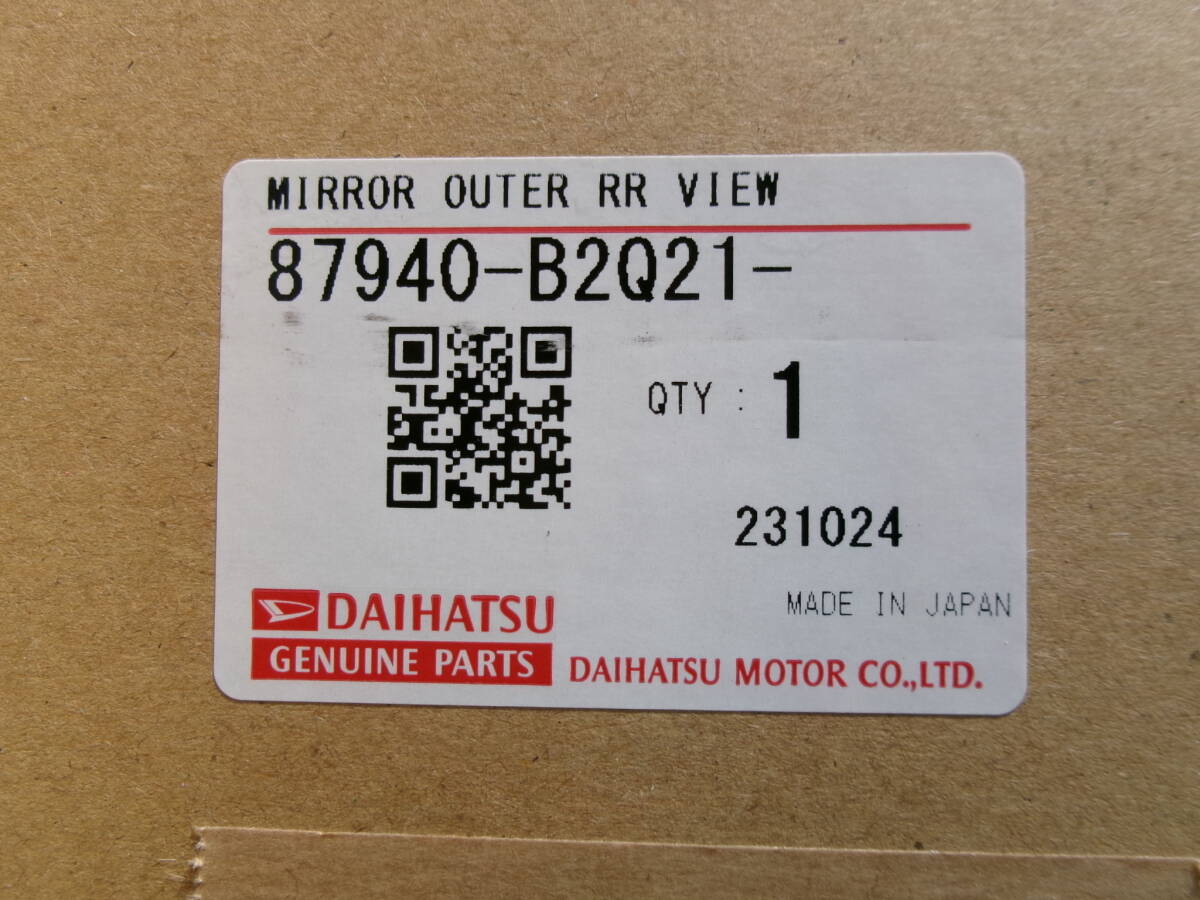 MIRROR OUTER RR VIEW
87940-B2Q21-
QTY : 1
231024
MADE IN JAPAN
DAIHATSU
GENUINE PARTS
DAIHATSU MOTOR CO.,LTD.